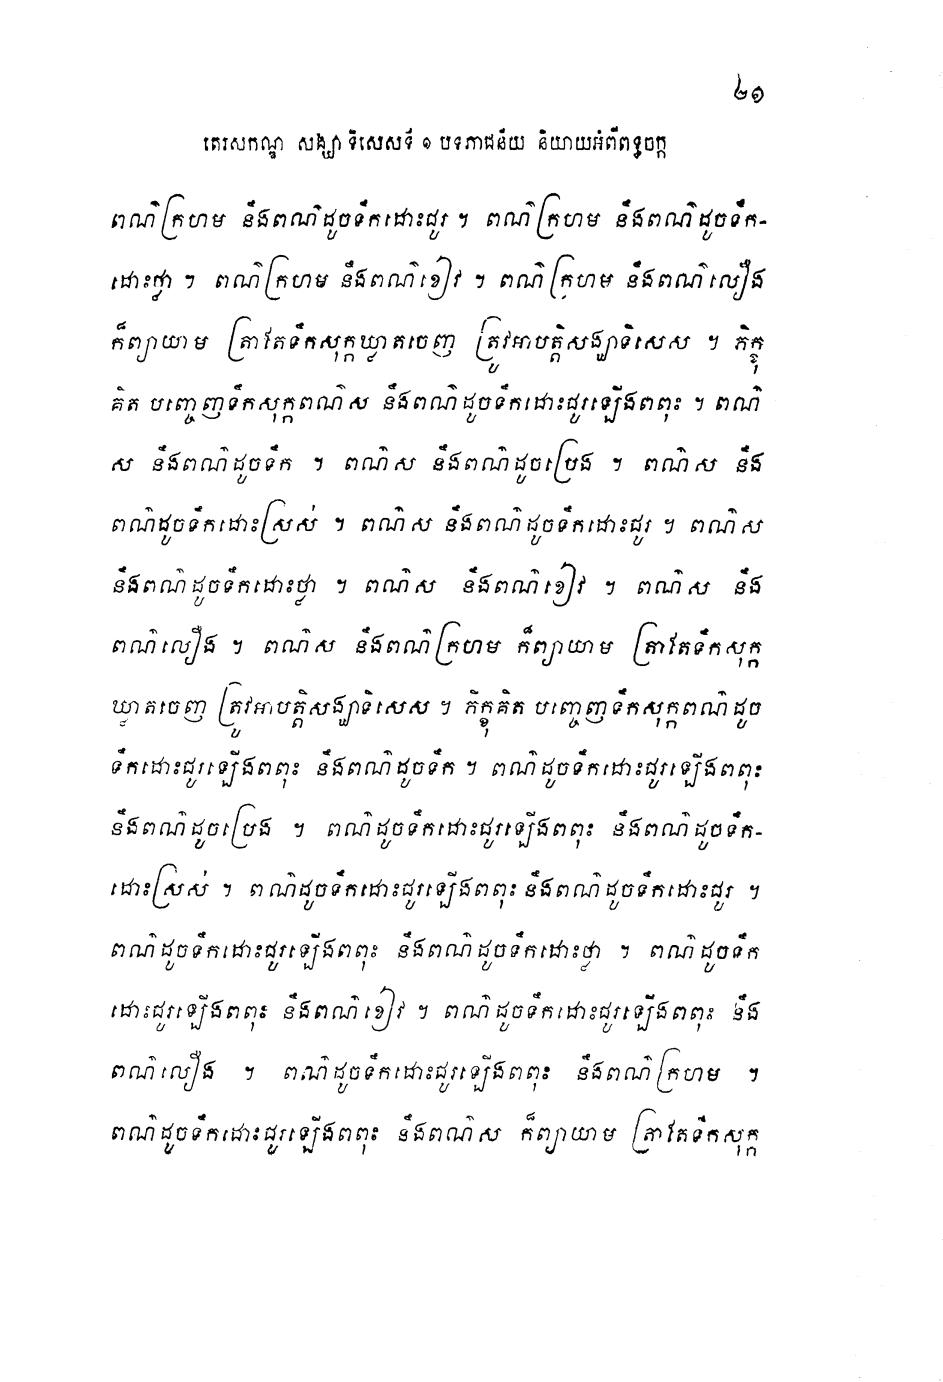 ២១
តេរសកណ្ឌ សង្ឃាទិសេសទី ១ បទភាជនីយ និយាយអំពីពទ្ធចក្ក
ពណ៌ក្រហម នឹងពណ៌ដូចទឹកដោះជូរ ។ ពណ៌ក្រហម នឹងពណ៌ដូចទឹក-
ដោះថ្លា ។ ពណ៌ក្រហម នឹងពណ៌ខៀវ ។ ពណ៌ក្រហម នឹងពណ៌លឿង
ក៏ព្យាយាម ត្រាតែទឹកសុក្កឃ្លាតចេញ ត្រូវអាបត្តិសង្ឃាទិសេស ។ ភិក្ខុ
គិត បញ្ចេញទឹកសុក្កពណ៌ស នឹងពណ៌ដូចទឹកដោះជូរឡើងពពុះ ។ ពណ៌
ស នឹងពណ៌ដូចទឹក ។ ពណ៌ស នឹងពណ៌ដូចប្រេង ។ ពណ៌ស នឹង
ពណ៌ដូចទឹកដោះស្រស់ ។ ពណ៌ស នឹងពណ៌ដូចទឹកដោះជូរ ។ ពណ៌ស
នឹងពណ៌ដូចទឹកដោះថ្លា ។ ពណ៌ស នឹងពណ៌ខៀវ ។ ពណ៌ស នឹង
ពណ៌លឿង ។ ពណ៌ស នឹងពណ៌ក្រហម ក៏ព្យាយាម ត្រាតែទឹកសុក្ក
ឃ្លាតចេញ ត្រូវអាបត្តិសង្ឃាទិសេស ។ ភិក្ខុគិត បញ្ចេញទឹកសុក្កពណ៌ដូច
ទឹកដោះជូរឡើងពពុះ នឹងពណ៌ដូចទឹក ។ ពណ៌ដូចទឹកដោះជូរឡើងពពុះ
នឹងពណ៌ដូចប្រេង ។ ពណ៌ដូចទឹកដោះជូរឡើងពពុះ នឹងពណ៌ដូចទឹក-
ដោះស្រស់ ។ ពណ៌ដូចទឹកដោះជូរឡើងពពុះ នឹងពណ៌ដូចទឹកដោះជូរ ។
ពណ៌ដូចទឹកដោះជូរឡើងពពុះ នឹងពណ៌ដូចទឹកដោះថ្លា ។ ពណ៌ដូចទឹក
ដោះជូរឡើងពពុះ នឹងពណ៌ខៀវ ។ ពណ៌ដូចទឹកដោះជូរឡើងពពុះ នឹង
ពណ៌លឿង ។ ពណ៌ដូចទឹកដោះជូរឡើងពពុះ នឹងពណ៌ក្រហម ។
ពណ៌ដូចទឹកដោះជូរឡើងពពុះ នឹងពណ៌ស ក៏ព្យាយាម ត្រាតែទឹកសុក្ក